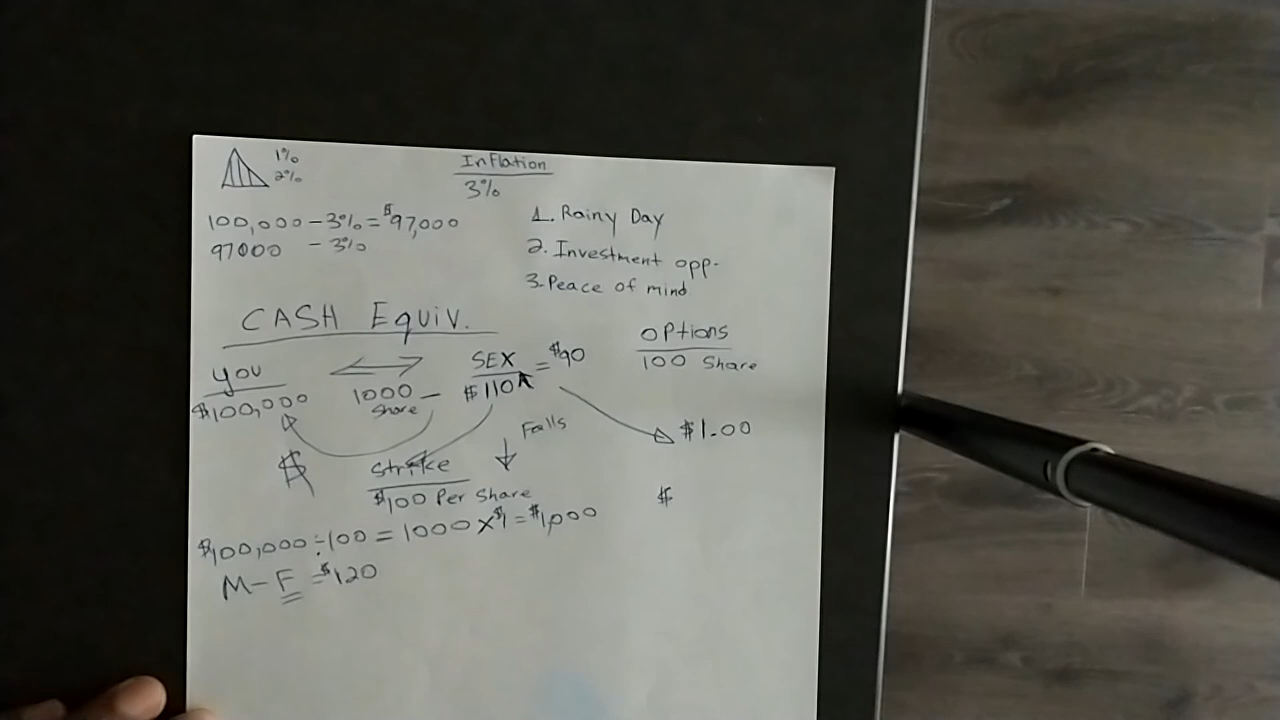 1%
2%
Inflation
3%
100,000 - 3% = $97,000
97000 - 3%
1. Rainy Day
2. Investment opp.
3. Peace of mind
CASH Equiv.
Options
100 Share
you
$100,000
1000
Share
SEX = $90
$110
Falls
$1.00
$
Strike
$100 Per Share
$
$100,000 ÷ 100 = 1000 x $1 = $1,000
M - F = $120